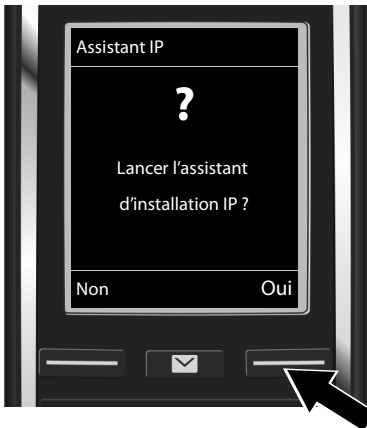 Assistant IP
?
Lancer l’assistant
d’installation IP ?
Non Oui